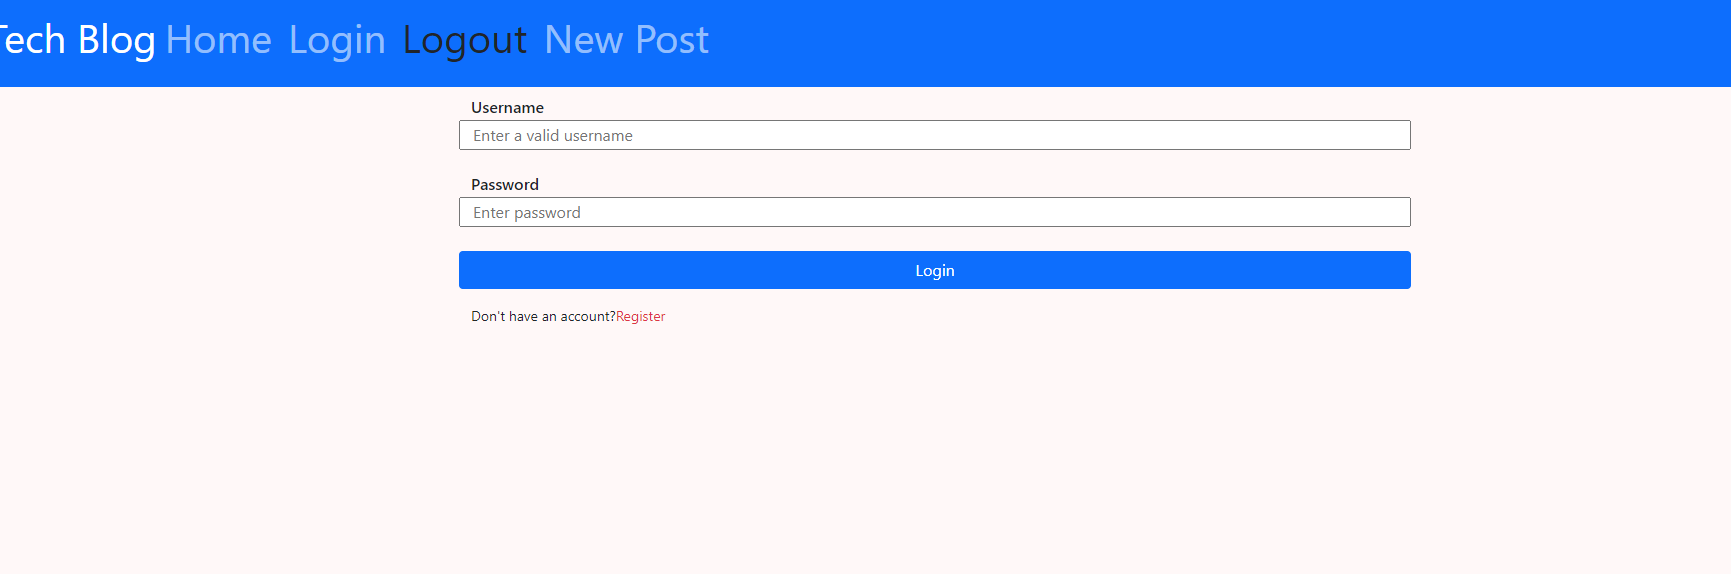 Tech Blog Home Login Logout New Post
Username
Enter a valid username
Password
Enter password
Login
Don't have an account?Register